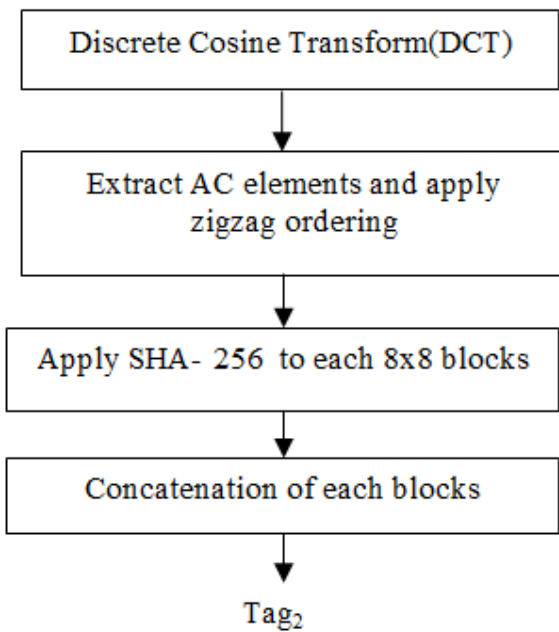 Discrete Cosine Transform(DCT)
Extract AC elements and apply
zigzag ordering
Apply SHA- 256 to each 8x8 blocks
Concatenation of each blocks
Tag₂